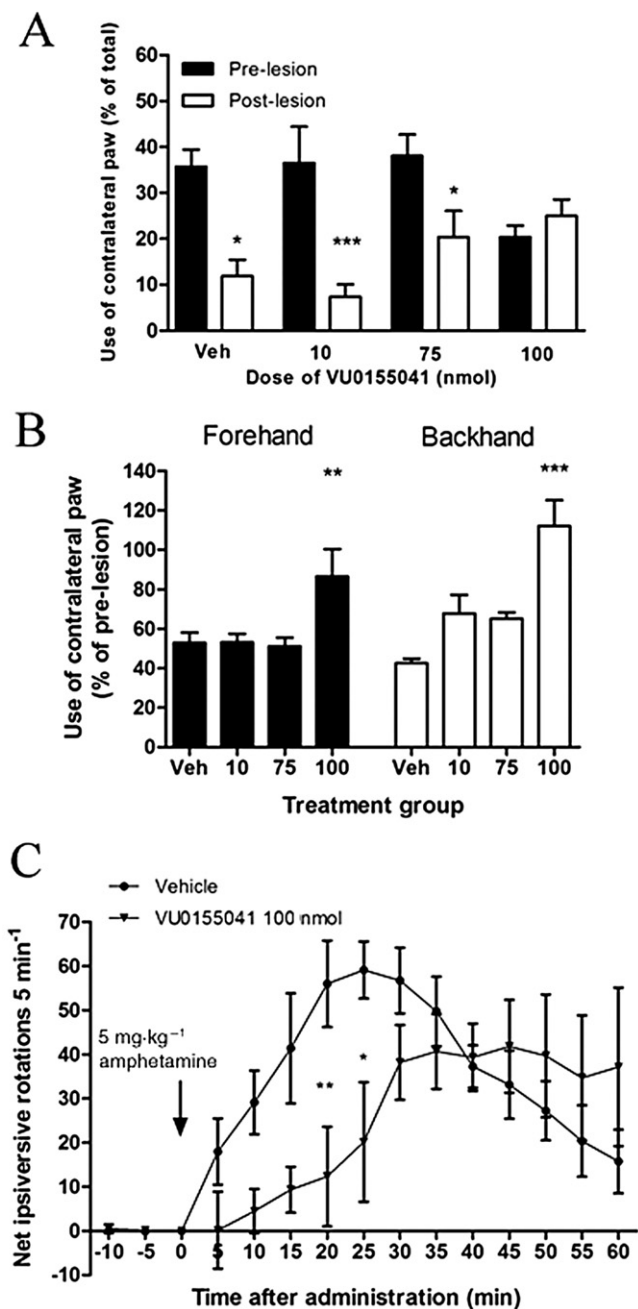 A
Use of contralateral paw (% of total)
60
50
40
30
20
10
0
Pre-lesion
Post-lesion
*
***
*
Veh 10 75 100
Dose of VU0155041 (nmol)
B
Forehand Backhand
Use of contralateral paw
(% of pre-lesion)
140
120
100
80
60
40
20
0
**
***
Veh 10 75 100 Veh 10 75 100
Treatment group
C
Vehicle
VU0155041 100 nmol
Net ipsiversive rotations 5 min⁻¹
70
60
50
40
30
20
10
0
-10
5 mg·kg⁻¹
amphetamine
**
*
-10 -5 0 5 10 15 20 25 30 35 40 45 50 55 60
Time after administration (min)